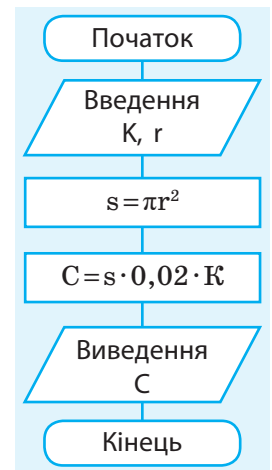 Початок
Введення
K, r
s=πr²
C=s·0,02·K
Виведення
C
Кінець